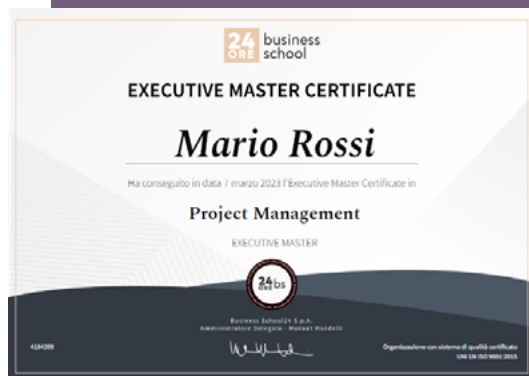 24 business
ORE school
EXECUTIVE MASTER CERTIFICATE
Mario Rossi
Ha conseguito in data 7 marzo 2023 l'Executive Master Certificate in
Project Management
EXECUTIVE MASTER
24 ORE bs
Business School24 S.p.A.
Amministratore Delegato - Manuel Mandelli
4184399
Organizzazione con sistema di qualità certificato
UNI EN ISO 9001:2015